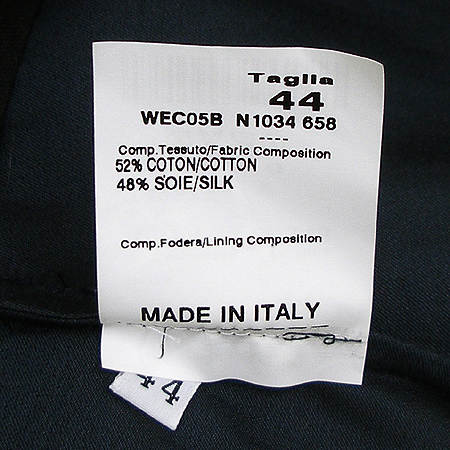 Taglia
44
WEC05B N1034 658
----
Comp.Tessuto/Fabric Composition
52% COTON/COTTON
48% SOIE/SILK
Comp.Fodera/Lining Composition
MADE IN ITALY
44